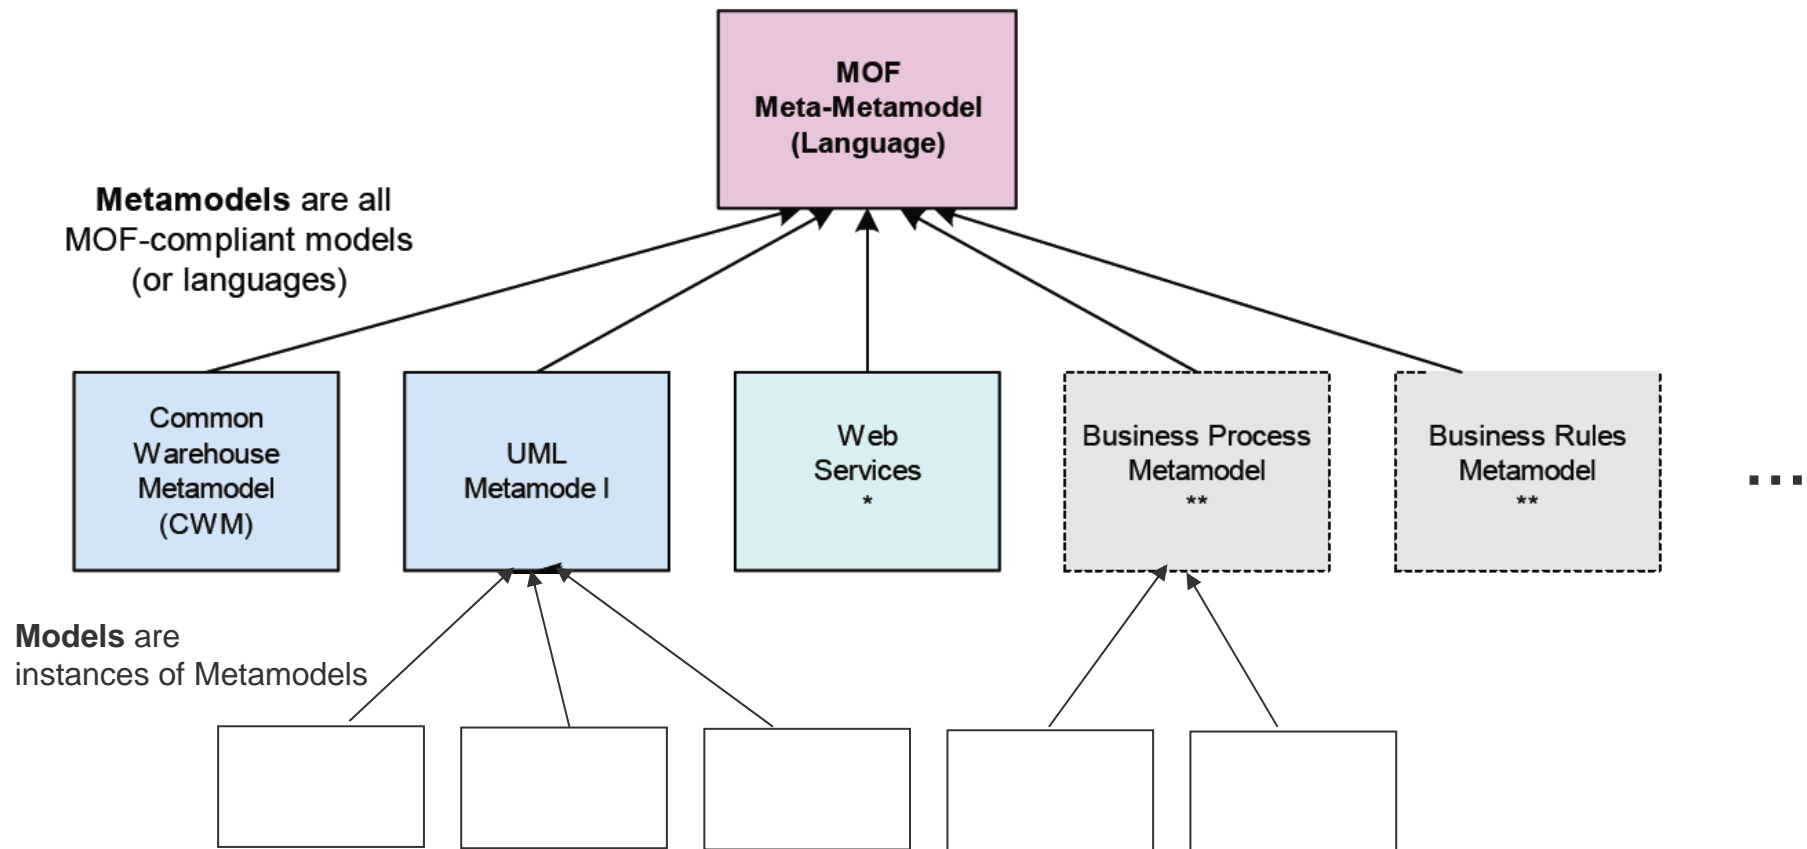 MOF
Meta-Metamodel
(Language)
Metamodels are all
MOF-compliant models
(or languages)
Common
Warehouse
Metamodel
(CWM)
UML
Metamode l
Web
Services
*
Business Process
Metamodel
**
Business Rules
Metamodel
**
...
Models are
instances of Metamodels